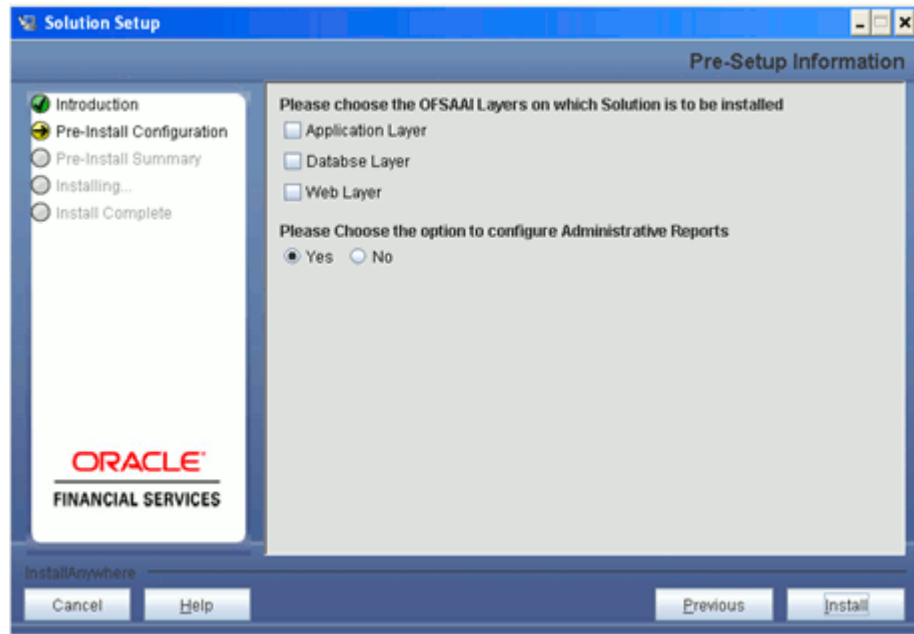 Solution Setup
Pre-Setup Information
Introduction
Pre-Install Configuration
Pre-Install Summary
Installing...
Install Complete
ORACLE
FINANCIAL SERVICES
Please choose the OFSAAI Layers on which Solution is to be installed
Application Layer
Databse Layer
Web Layer
Please Choose the option to configure Administrative Reports
Yes No
InstallAnywhere
Cancel Help Previous Install